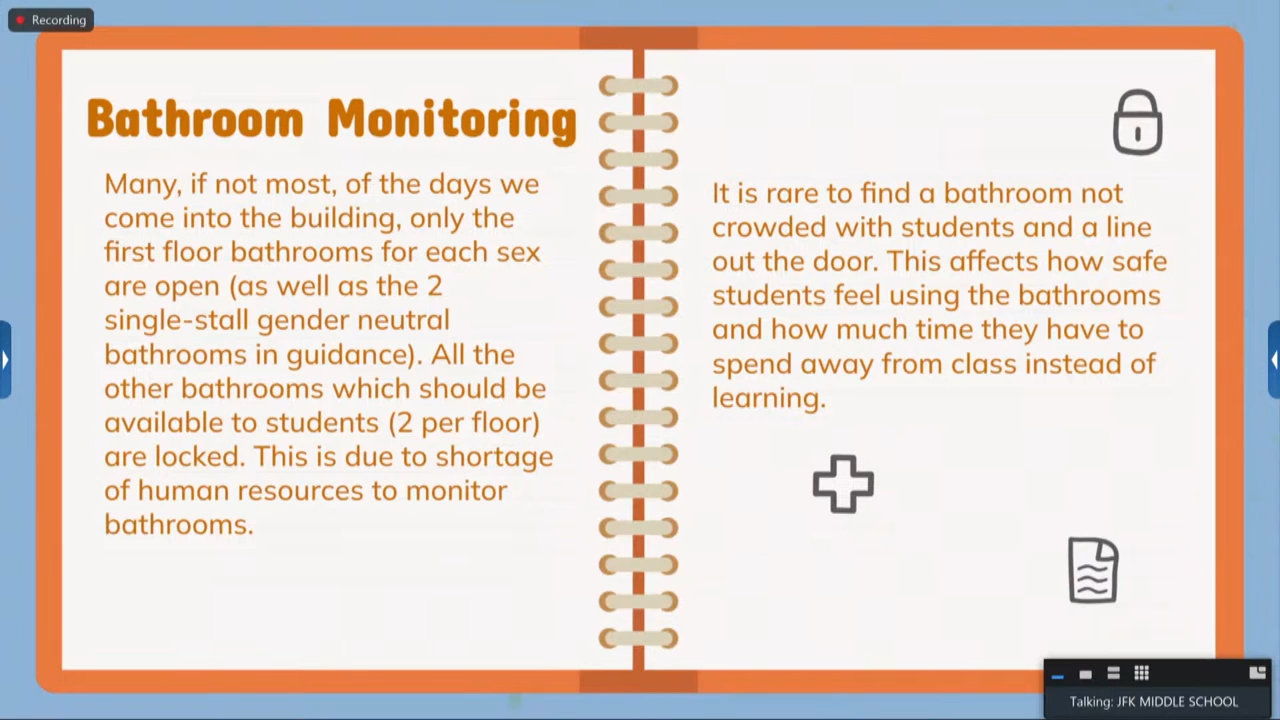 Recording
Bathroom Monitoring
Many, if not most, of the days we
come into the building, only the
first floor bathrooms for each sex
are open (as well as the 2
single-stall gender neutral
bathrooms in guidance). All the
other bathrooms which should be
available to students (2 per floor)
are locked. This is due to shortage
of human resources to monitor
bathrooms.
It is rare to find a bathroom not
crowded with students and a line
out the door. This affects how safe
students feel using the bathrooms
and how much time they have to
spend away from class instead of
learning.
Talking: JFK MIDDLE SCHOOL